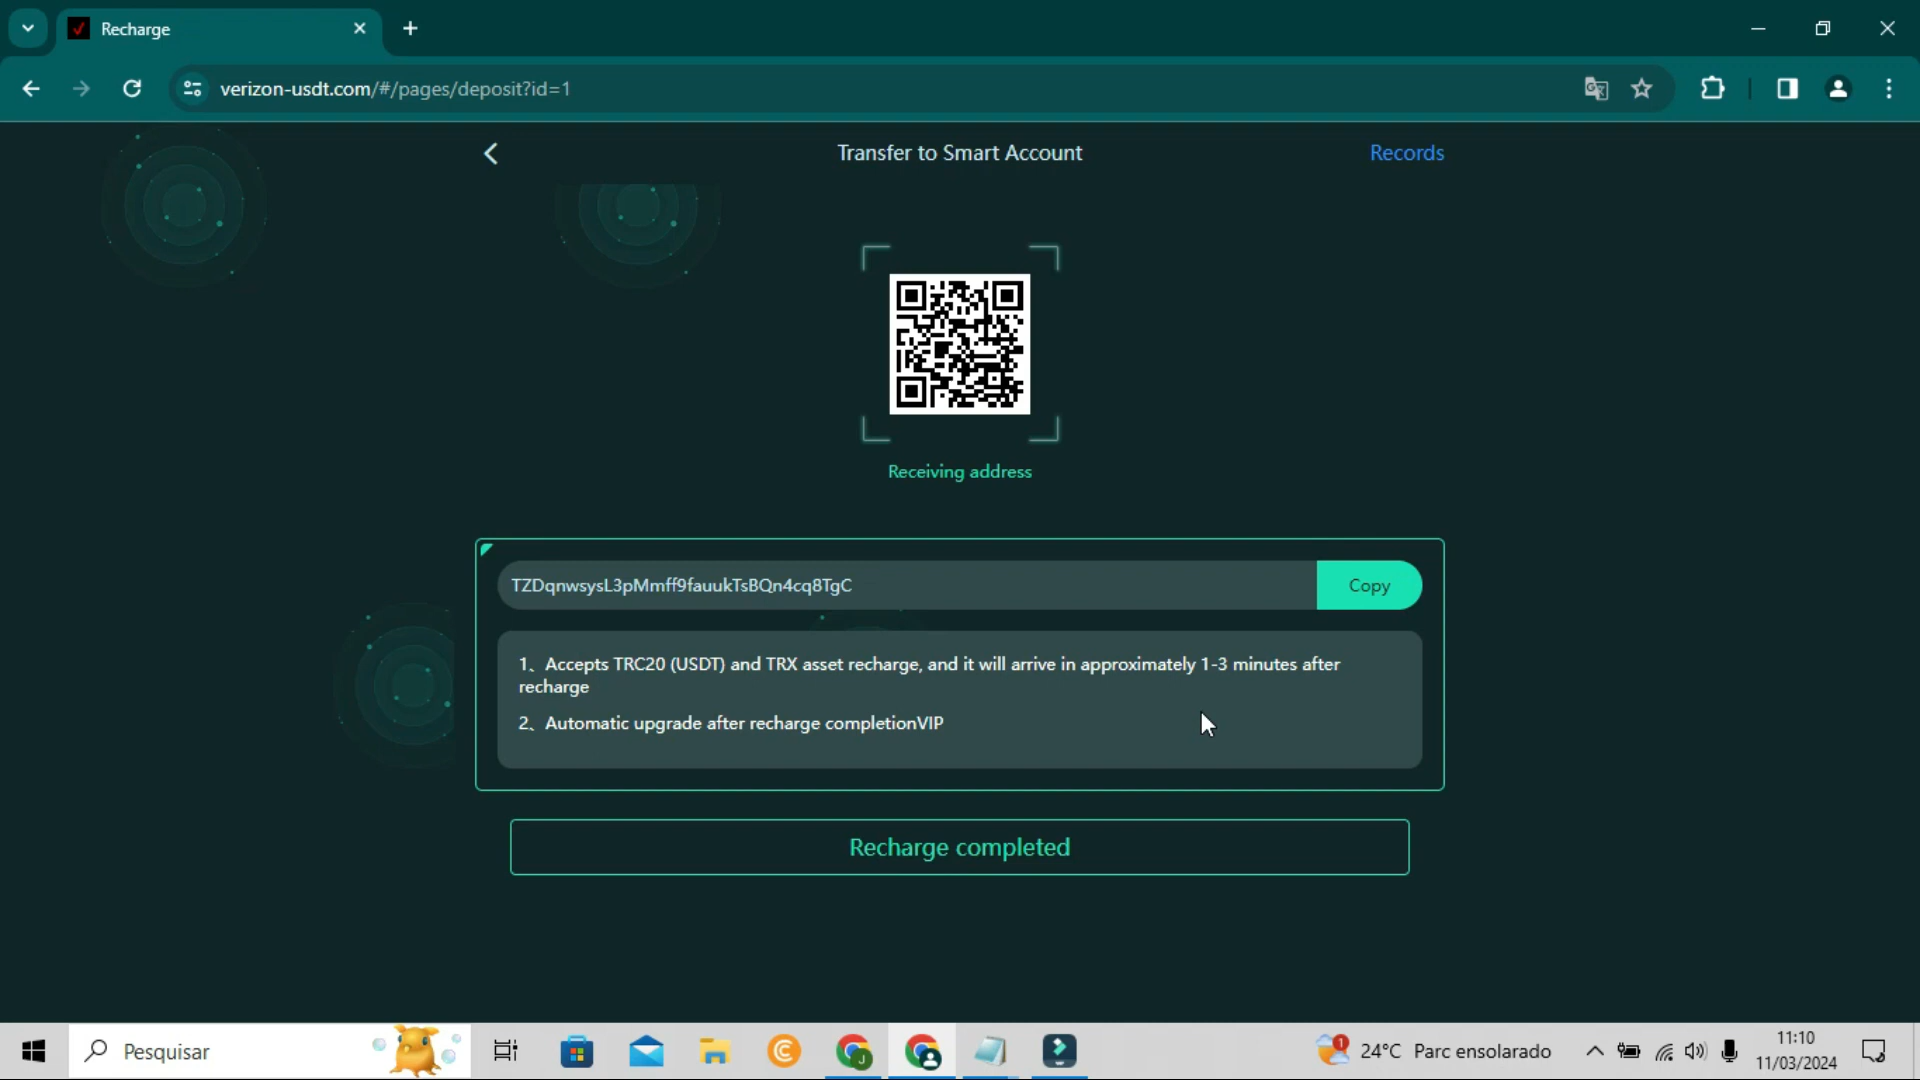 Recharge
verizon-usdt.com/#/pages/deposit?id=1
Transfer to Smart Account
Records
Receiving address
TZDqnwsysL3pMmff9fauukTsBQn4cq8TgC
Copy
1、Accepts TRC20 (USDT) and TRX asset recharge, and it will arrive in approximately 1-3 minutes after
recharge
2、Automatic upgrade after recharge completionVIP
Recharge completed
Pesquisar
J
1
24°C Parc ensolarado
11:10
11/03/2024